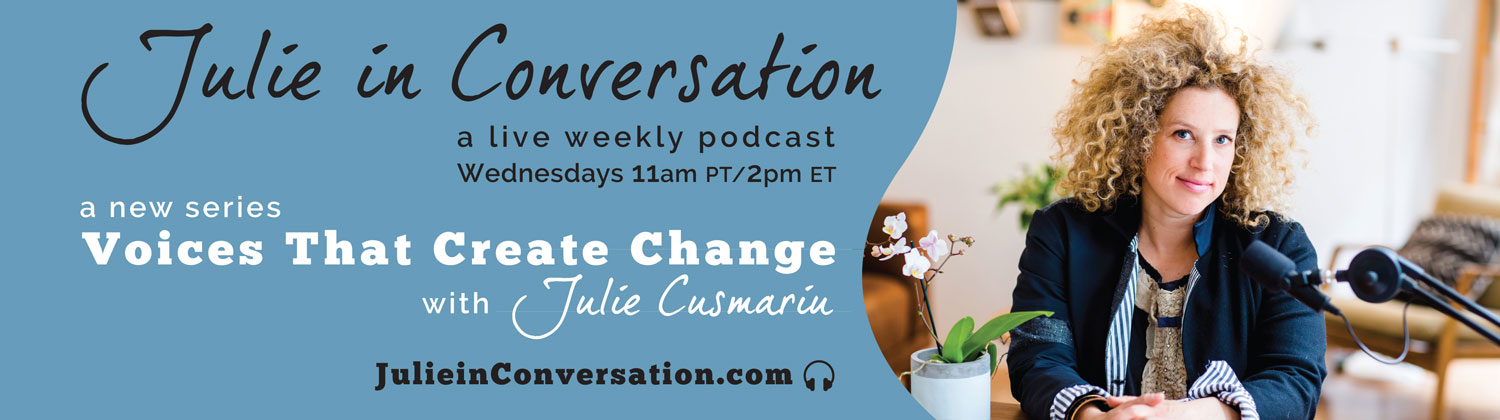 Julie in Conversation
a live weekly podcast
Wednesdays 11am PT/2pm ET
a new series
Voices That Create Change
with Julie Cusmariu
JulieinConversation.com